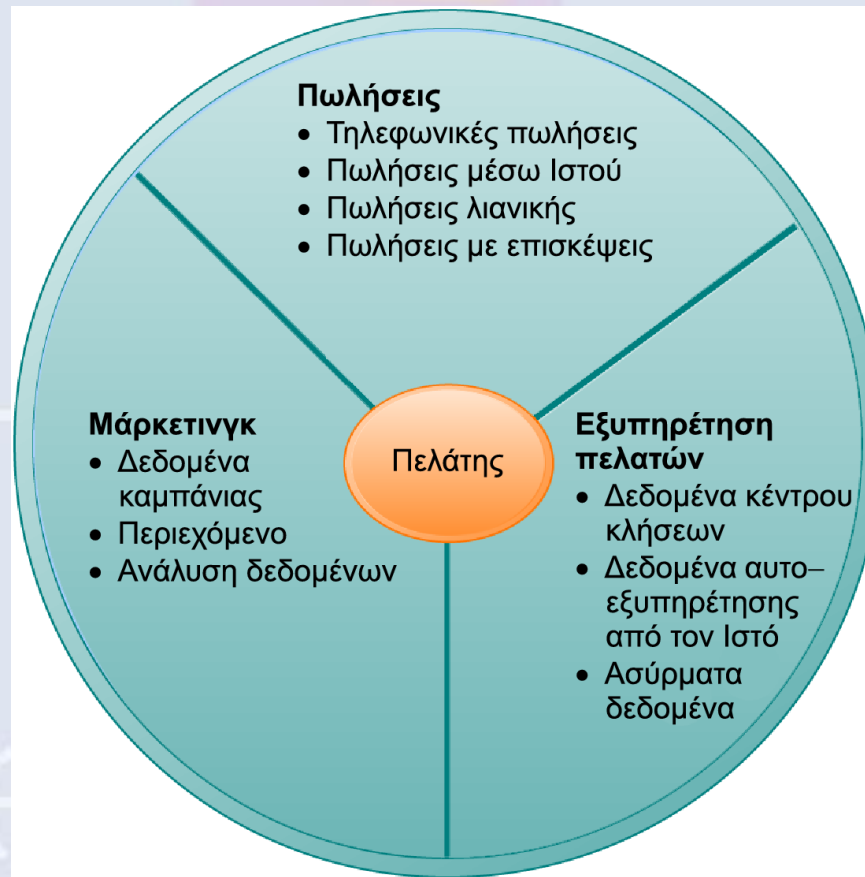 Πωλήσεις
• Τηλεφωνικές πωλήσεις
• Πωλήσεις μέσω Ιστού
• Πωλήσεις λιανικής
• Πωλήσεις με επισκέψεις
Μάρκετινγκ
• Δεδομένα
καμπάνιας
• Περιεχόμενο
• Ανάλυση δεδομένων
Πελάτης
Εξυπηρέτηση
πελατών
• Δεδομένα κέντρου
κλήσεων
• Δεδομένα αυτο–
εξυπηρέτησης
από τον Ιστό
• Ασύρματα
δεδομένα